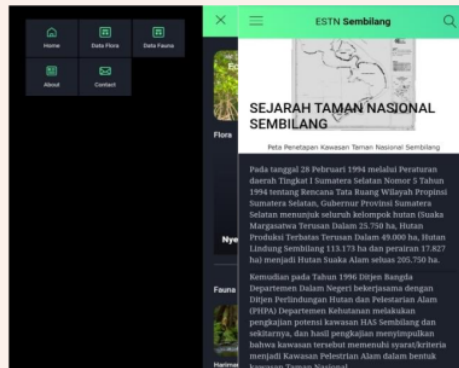 Home
Data Flora
Data Fauna
About
Contact
Flora
Nye
Fauna
Harimau
ESTN Sembilang
SEJARAH TAMAN NASIONAL
SEMBILANG
Peta Penetapan Kawasan Taman Nasional Sembilang
Pada tanggal 28 Pebruari 1994 melalui Peraturan
daerah Tingkat I Sumatera Selatan Nomor 5 Tahun
1994 tentang Rencana Tata Ruang Wilayah Propinsi
Sumatera Selatan, Gubernur Provinsi Sumatera
Selatan menunjuk seluruh kelompok hutan (Suaka
Margasatwa Terusan Dalam 25.750 ha, Hutan
Produksi Terbatas Terusan Dalam 49.000 ha, Hutan
Lindung Sembilang 113.173 ha dan perairan 17.827
ha) menjadi Hutan Suaka Alam seluas 205.750 ha.
Kemudian pada Tahun 1996 Ditjen Bangda
Departemen Dalam Negeri bekerjasama dengan
Ditjen Perlindungan Hutan dan Pelestarian Alam
(PHPA) Departemen Kehutanan melakukan
pengkajian potensi kawasan HAS Sembilang dan
sekitarnya, dan hasil pengkajian menyimpulkan
bahwa kawasan tersebut memenuhi syarat/kriteria
menjadi Kawasan Pelestrian Alam dalam bentuk
kawasan Taman Nasional